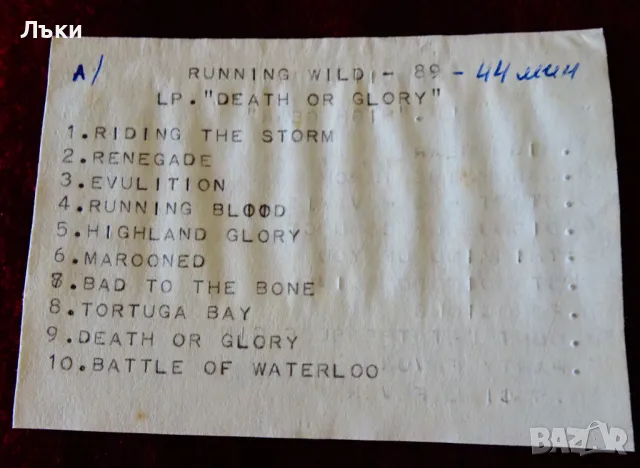 Лъки
A/ RUNNING WILD - 89 - 44 мин
LP. "DEATH OR GLORY"
1. RIDING THE STORM
2. RENEGADE
3. EVULITION
4. RUNNING BLOOD
5. HIGHLAND GLORY
6. MAROONED
7. BAD TO THE BONE
8. TORTUGA BAY
9. DEATH OR GLORY
10. BATTLE OF WATERLOO
BAZAR
.bg